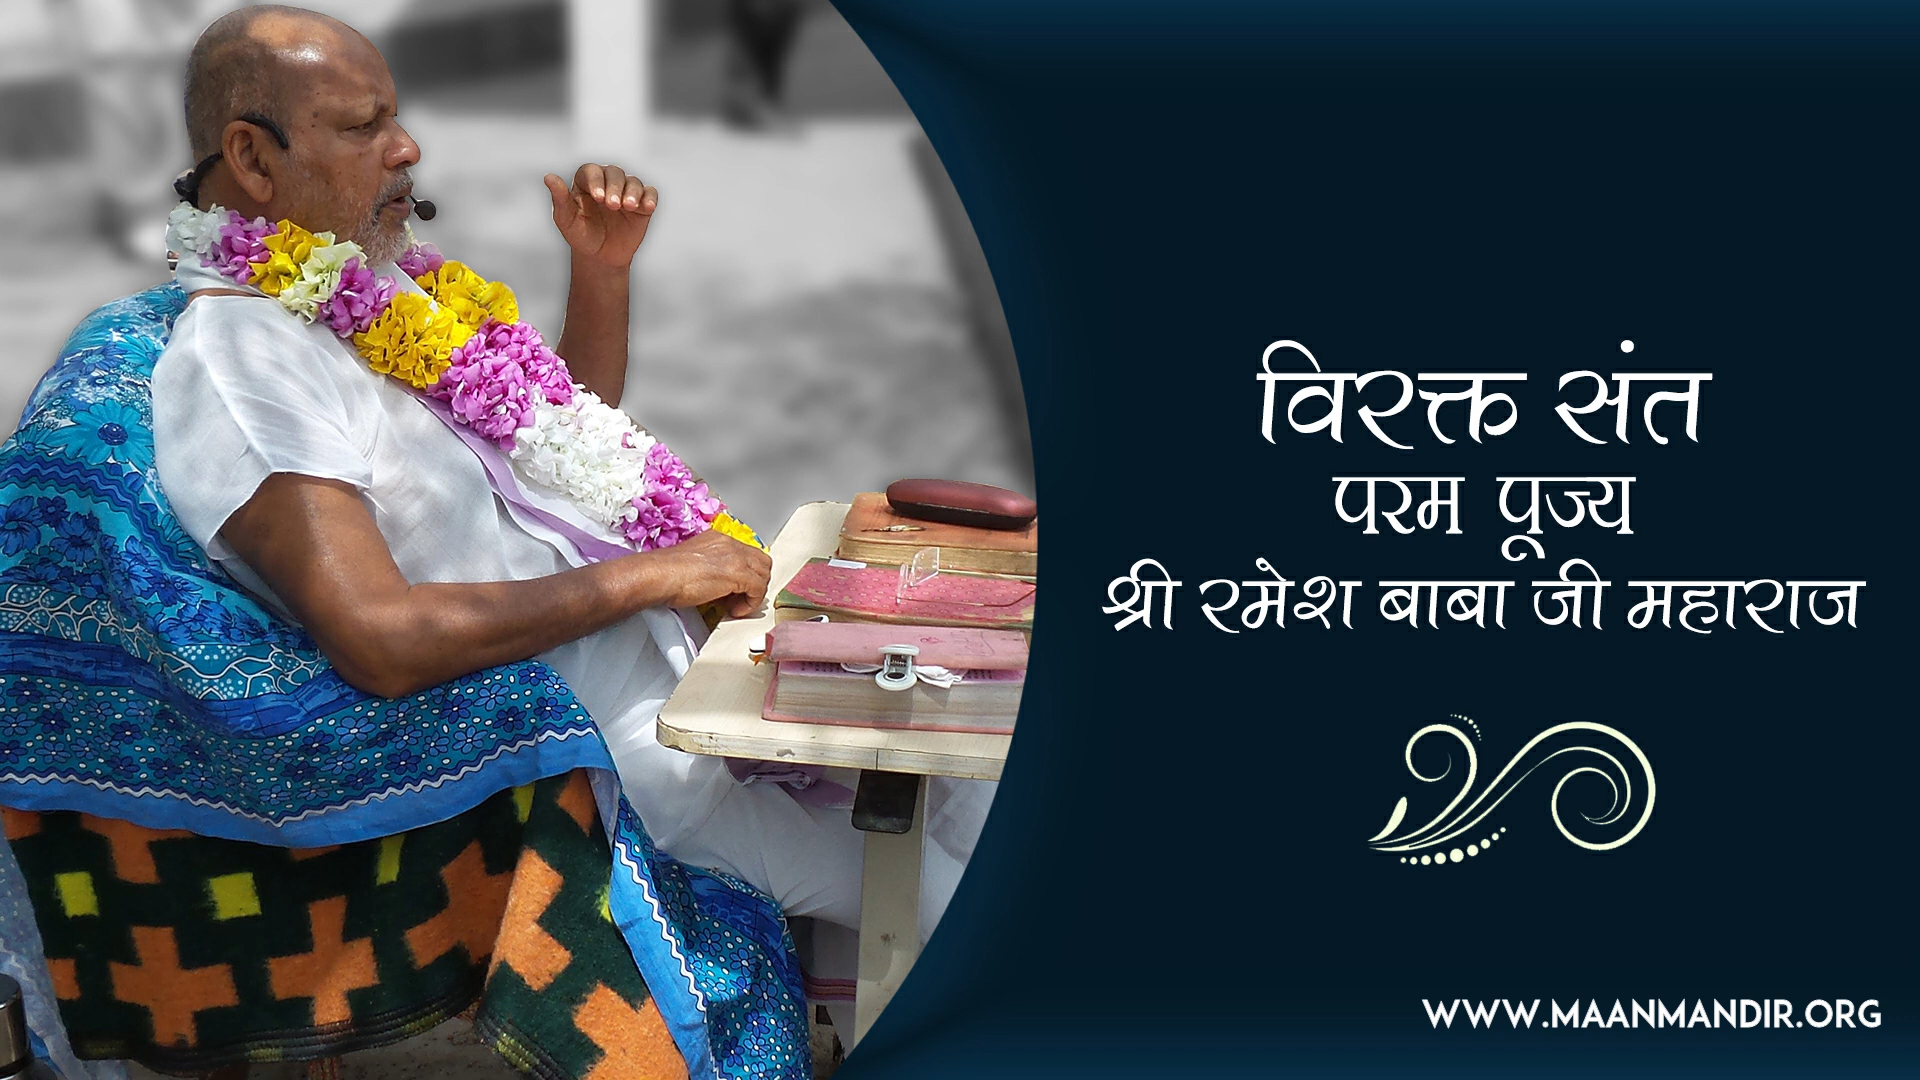 विरक्त संत
परम पूज्य
श्री रमेश बाबा जी महाराज
WWW.MAANMANDIR.ORG